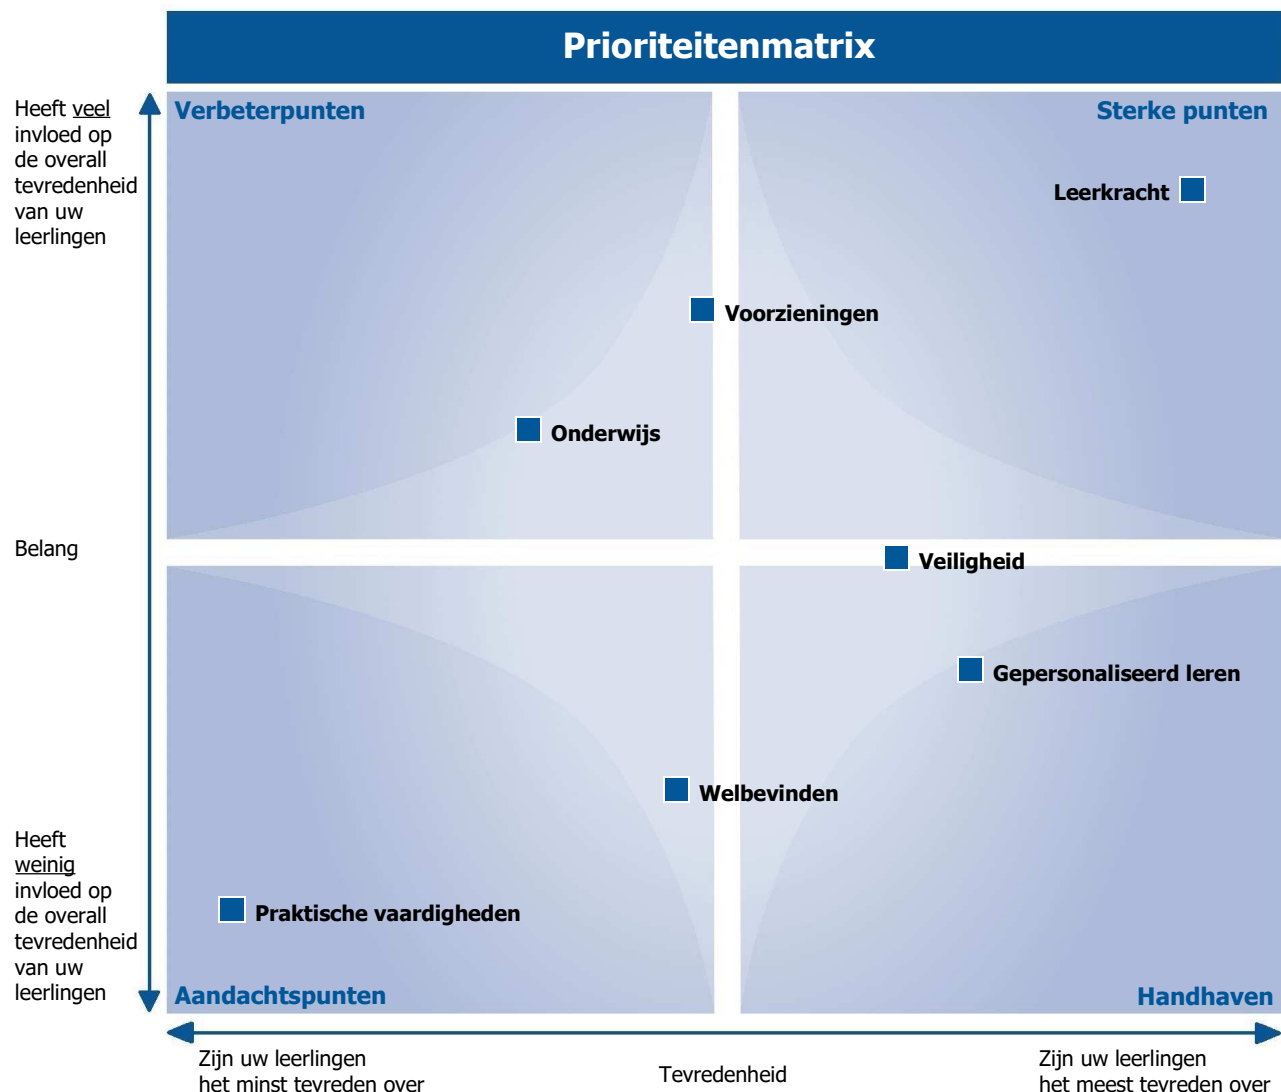 Prioriteitenmatrix
Heeft veel
invloed op
de overall
tevredenheid
van uw
leerlingen
Verbeterpunten
Sterke punten
Leerkracht
Voorzieningen
Onderwijs
Belang
Veiligheid
Gepersonaliseerd leren
Welbevinden
Heeft
weinig
invloed op
de overall
tevredenheid
van uw
leerlingen
Praktische vaardigheden
Aandachtspunten
Handhaven
Zijn uw leerlingen
het minst tevreden over
Tevredenheid
Zijn uw leerlingen
het meest tevreden over